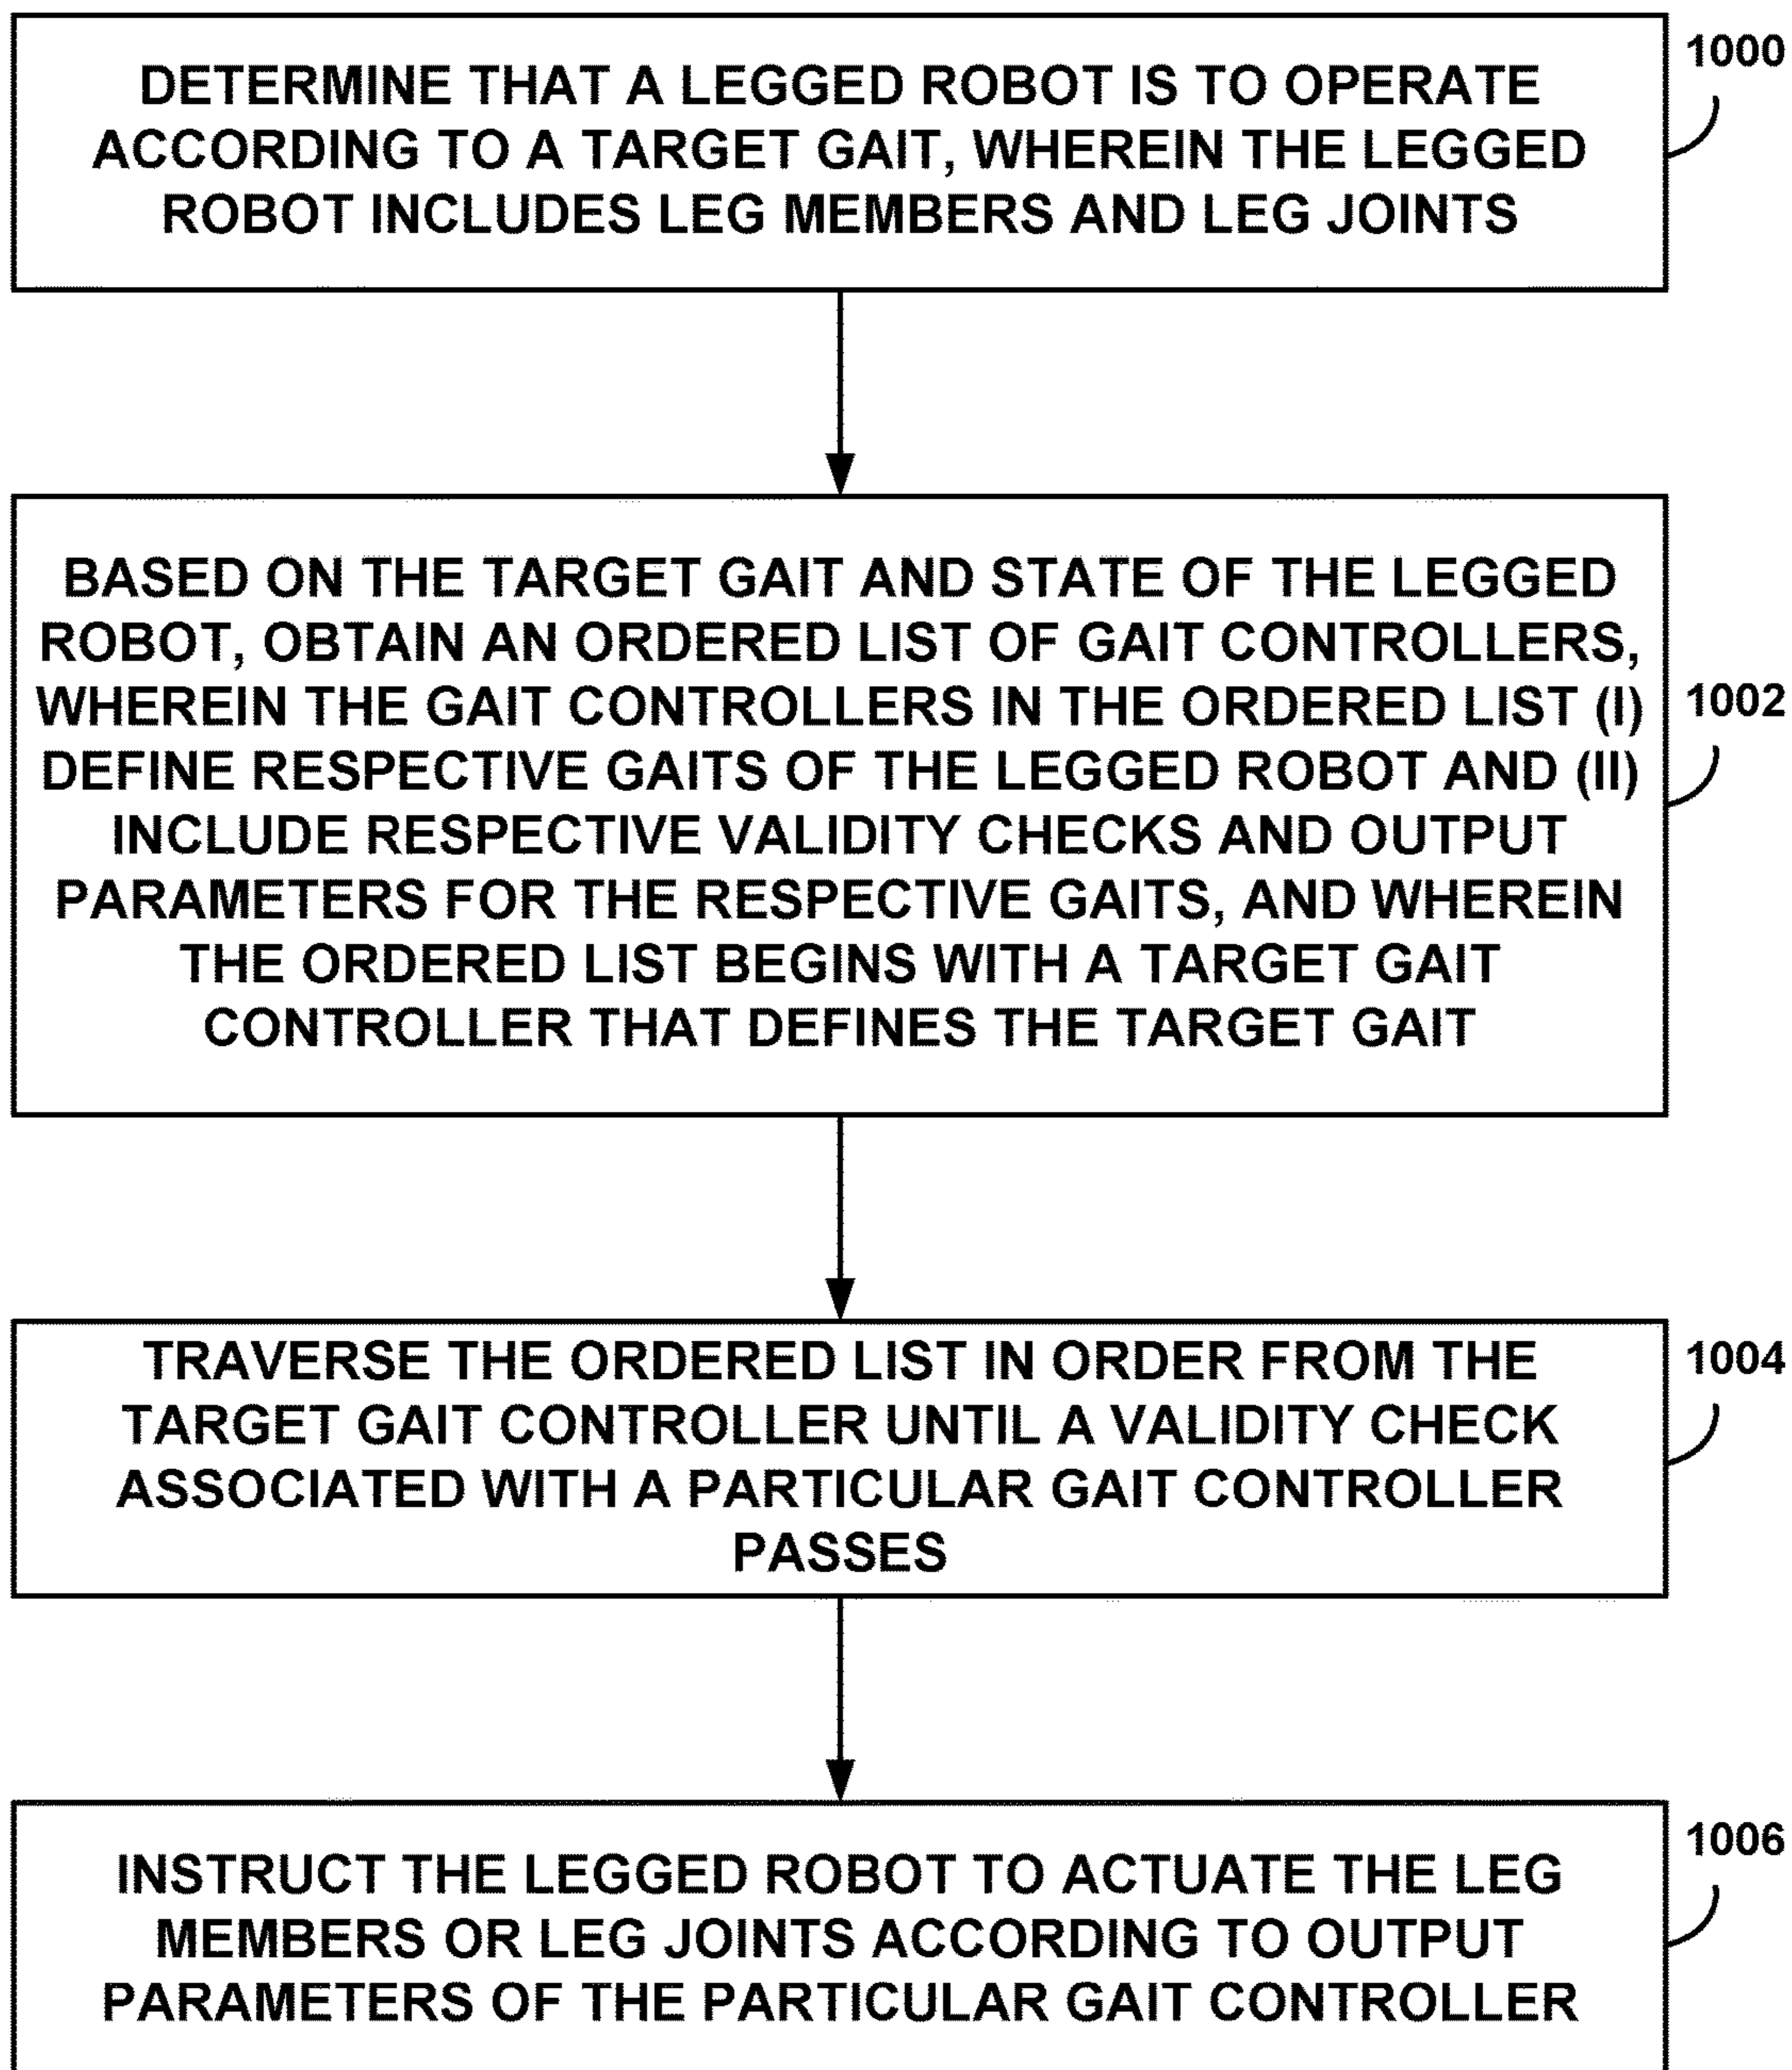 1000
DETERMINE THAT A LEGGED ROBOT IS TO OPERATE
ACCORDING TO A TARGET GAIT, WHEREIN THE LEGGED
ROBOT INCLUDES LEG MEMBERS AND LEG JOINTS
BASED ON THE TARGET GAIT AND STATE OF THE LEGGED
ROBOT, OBTAIN AN ORDERED LIST OF GAIT CONTROLLERS,
WHEREIN THE GAIT CONTROLLERS IN THE ORDERED LIST (I)
1002
DEFINE RESPECTIVE GAITS OF THE LEGGED ROBOT AND (II)
INCLUDE RESPECTIVE VALIDITY CHECKS AND OUTPUT
PARAMETERS FOR THE RESPECTIVE GAITS, AND WHEREIN
THE ORDERED LIST BEGINS WITH A TARGET GAIT
CONTROLLER THAT DEFINES THE TARGET GAIT
TRAVERSE THE ORDERED LIST IN ORDER FROM THE
1004
TARGET GAIT CONTROLLER UNTIL A VALIDITY CHECK
ASSOCIATED WITH A PARTICULAR GAIT CONTROLLER
PASSES
1006
INSTRUCT THE LEGGED ROBOT TO ACTUATE THE LEG
MEMBERS OR LEG JOINTS ACCORDING TO OUTPUT
PARAMETERS OF THE PARTICULAR GAIT CONTROLLER